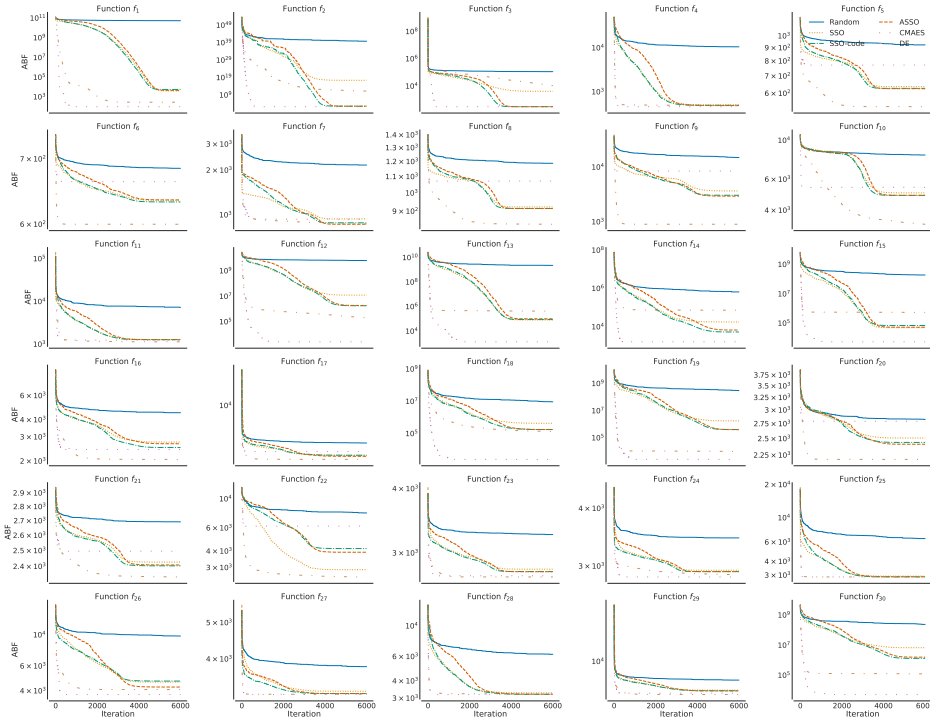 Function f1
Function f2
Function f3
Function f4
Function f5
ABF
10^11
10^9
10^7
10^5
10^3
10^49
10^39
10^29
10^19
10^9
10^6
10^4
10^4
10^3
10^3
9 × 10^2
8 × 10^2
7 × 10^2
6 × 10^2
Random
SSO
SSO-code
ASSO
CMAES
DE
Function f6
Function f7
Function f8
Function f9
Function f10
ABF
7 × 10^2
6 × 10^2
3 × 10^3
2 × 10^3
10^3
1.4 × 10^3
1.3 × 10^3
1.2 × 10^3
1.1 × 10^3
10^3
9 × 10^2
10^4
10^3
10^4
6 × 10^3
4 × 10^3
Function f11
Function f12
Function f13
Function f14
Function f15
ABF
10^5
10^4
10^3
10^9
10^7
10^5
10^10
10^8
10^6
10^4
10^8
10^6
10^4
10^9
10^7
10^5
Function f16
Function f17
Function f18
Function f19
Function f20
ABF
6 × 10^3
4 × 10^3
3 × 10^3
2 × 10^3
10^4
10^9
10^7
10^5
10^9
10^7
10^5
3.75 × 10^3
3.5 × 10^3
3.25 × 10^3
3 × 10^3
2.75 × 10^3
2.5 × 10^3
2.25 × 10^3
Function f21
Function f22
Function f23
Function f24
Function f25
ABF
2.9 × 10^3
2.8 × 10^3
2.7 × 10^3
2.6 × 10^3
2.5 × 10^3
2.4 × 10^3
10^4
6 × 10^3
4 × 10^3
3 × 10^3
4 × 10^3
3 × 10^3
4 × 10^3
3 × 10^3
2 × 10^4
10^4
6 × 10^3
4 × 10^3
3 × 10^3
Function f26
Function f27
Function f28
Function f29
Function f30
ABF
10^4
6 × 10^3
4 × 10^3
5 × 10^3
4 × 10^3
10^4
6 × 10^3
4 × 10^3
3 × 10^3
10^4
10^9
10^7
10^5
0 2000 4000 6000
0 2000 4000 6000
0 2000 4000 6000
0 2000 4000 6000
0 2000 4000 6000
Iteration
Iteration
Iteration
Iteration
Iteration